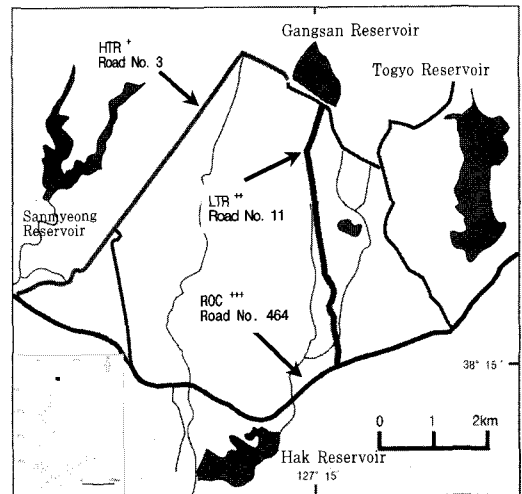 Gangsan Reservoir
HTR +
Road No. 3
Togyo Reservoir
LTR ++
Road No. 11
Sanmyeong
Reservoir
ROC +++
Road No. 464
38° 15′
0 1 2km
Hak Reservoir
127° 15′